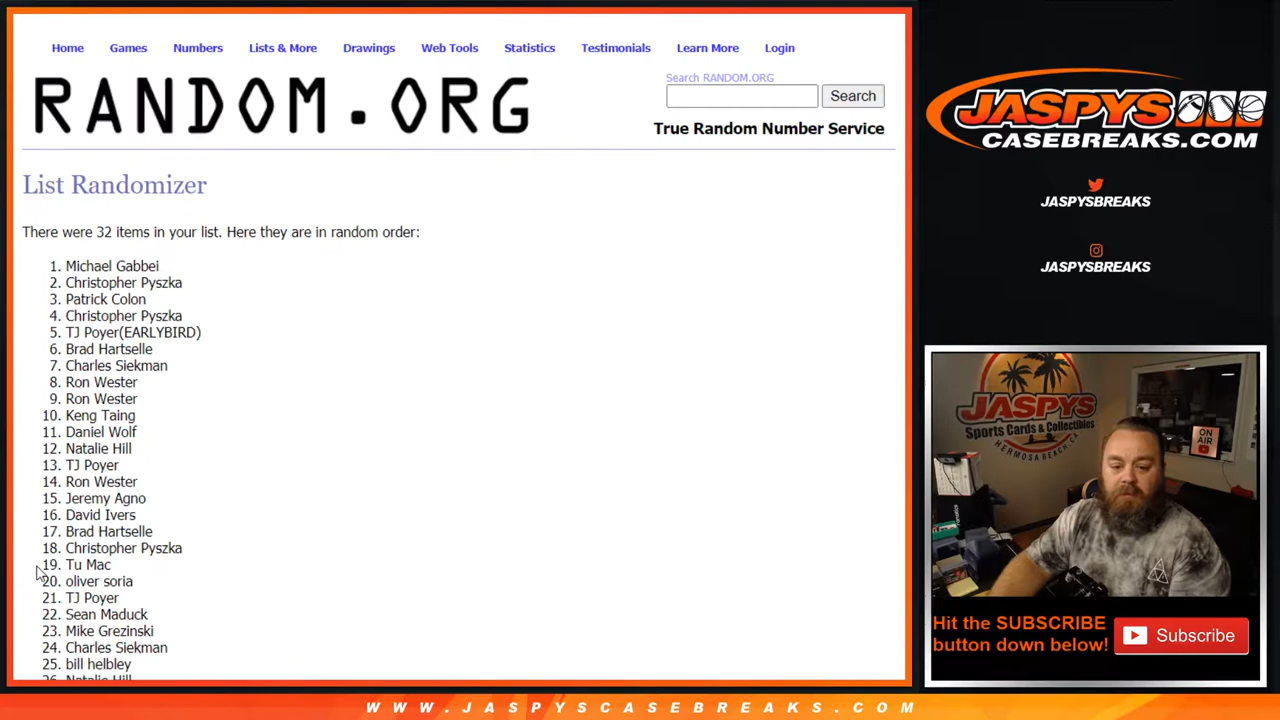 Home Games Numbers Lists & More Drawings Web Tools Statistics Testimonials Learn More Login
RANDOM.ORG
Search RANDOM.ORG
Search
True Random Number Service
List Randomizer
There were 32 items in your list. Here they are in random order:
1. Michael Gabbei
2. Christopher Pyszka
3. Patrick Colon
4. Christopher Pyszka
5. TJ Poyer(EARLYBIRD)
6. Brad Hartselle
7. Charles Siekman
8. Ron Wester
9. Ron Wester
10. Keng Taing
11. Daniel Wolf
12. Natalie Hill
13. TJ Poyer
14. Ron Wester
15. Jeremy Agno
16. David Ivers
17. Brad Hartselle
18. Christopher Pyszka
19. Tu Mac
20. oliver soria
21. TJ Poyer
22. Sean Maduck
23. Mike Grezinski
24. Charles Siekman
25. bill helbley
26. Natalie Hill
JASPYS
CASEBREAKS.COM
JASPYSBREAKS
JASPYSBREAKS
JASPYS
Sports Cards & Collectibles
HERMOSA BEACH, CA
ON
AIR
Hit the SUBSCRIBE
button down below!
Subscribe
WWW.JASPYSCASEBREAKS.COM